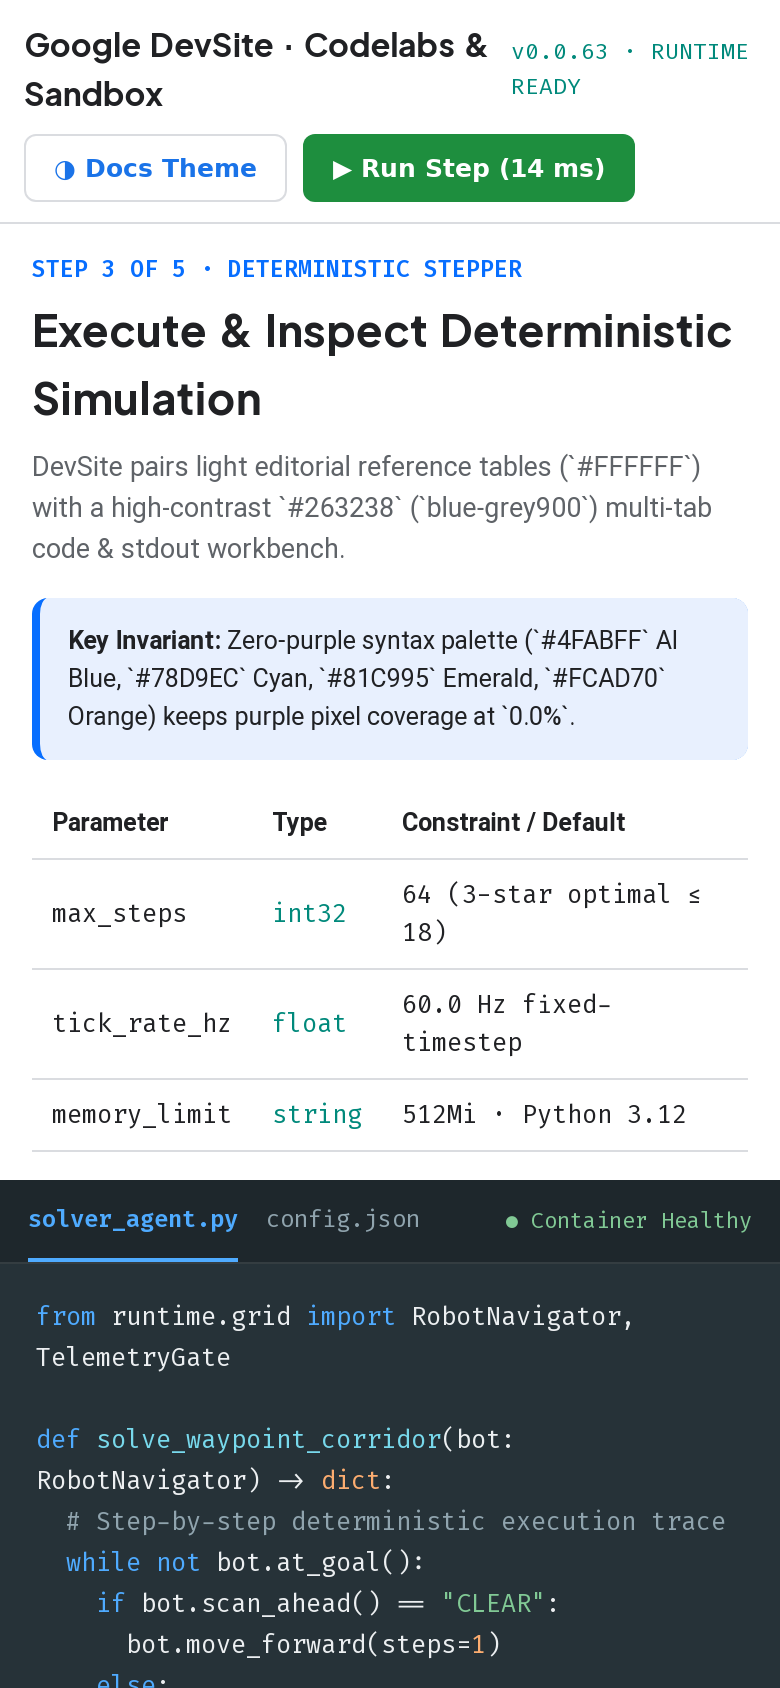 Google DevSite · Codelabs &
Sandbox
v0.0.63 · RUNTIME
READY
◑ Docs Theme
▶ Run Step (14 ms)
STEP 3 OF 5 · DETERMINISTIC STEPPER
Execute & Inspect Deterministic
Simulation
DevSite pairs light editorial reference tables (`#FFFFFF`)
with a high-contrast `#263238` (`blue-grey900`) multi-tab
code & stdout workbench.
Key Invariant: Zero-purple syntax palette (`#4FABFF` AI
Blue, `#78D9EC` Cyan, `#81C995` Emerald, `#FCAD70`
Orange) keeps purple pixel coverage at `0.0%`.
Parameter Type Constraint / Default
max_steps int32 64 (3-star optimal ≤
18)
tick_rate_hz float 60.0 Hz fixed-
timestep
memory_limit string 512Mi · Python 3.12
solver_agent.py config.json ● Container Healthy
from runtime.grid import RobotNavigator,
TelemetryGate
def solve_waypoint_corridor(bot:
RobotNavigator) -> dict:
# Step-by-step deterministic execution trace
while not bot.at_goal():
if bot.scan_ahead() == "CLEAR":
bot.move_forward(steps=1)
else: